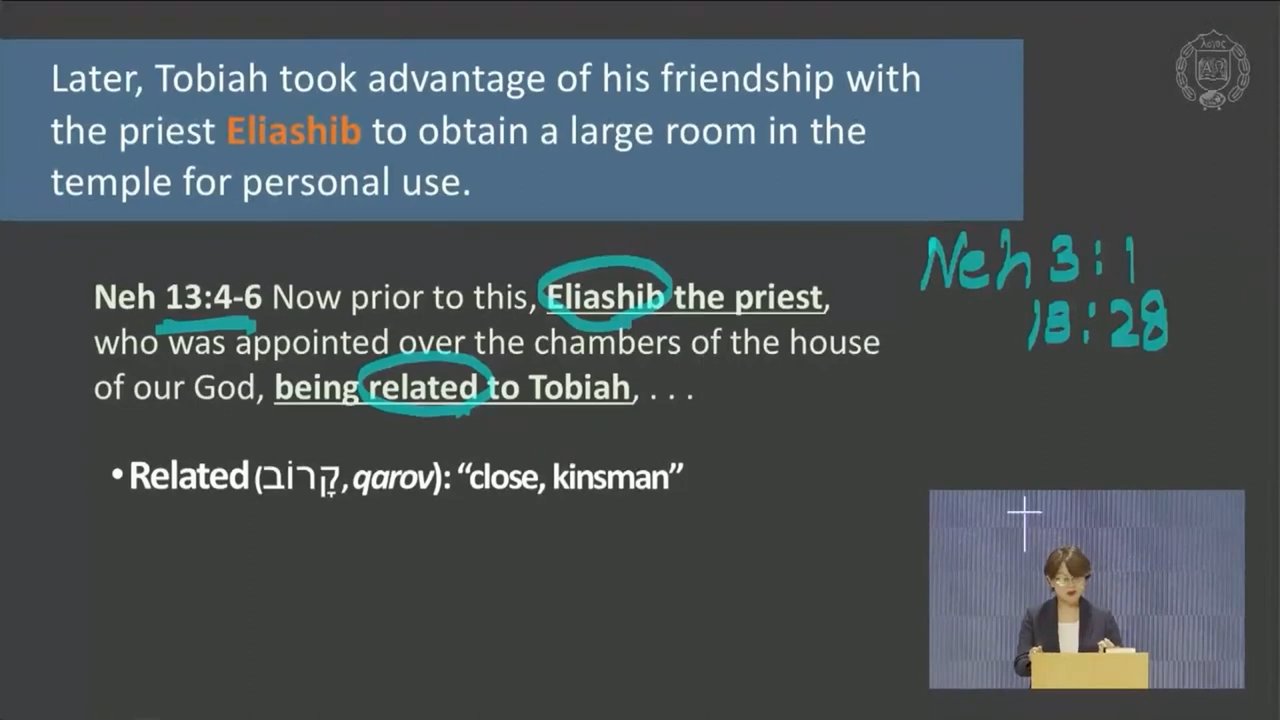 Later, Tobiah took advantage of his friendship with
the priest Eliashib to obtain a large room in the
temple for personal use.
Neh 3:1
13:28
Neh 13:4-6 Now prior to this, Eliashib the priest,
who was appointed over the chambers of the house
of our God, being related to Tobiah, . . .
• Related (קָרוֹב, qarov): “close, kinsman”